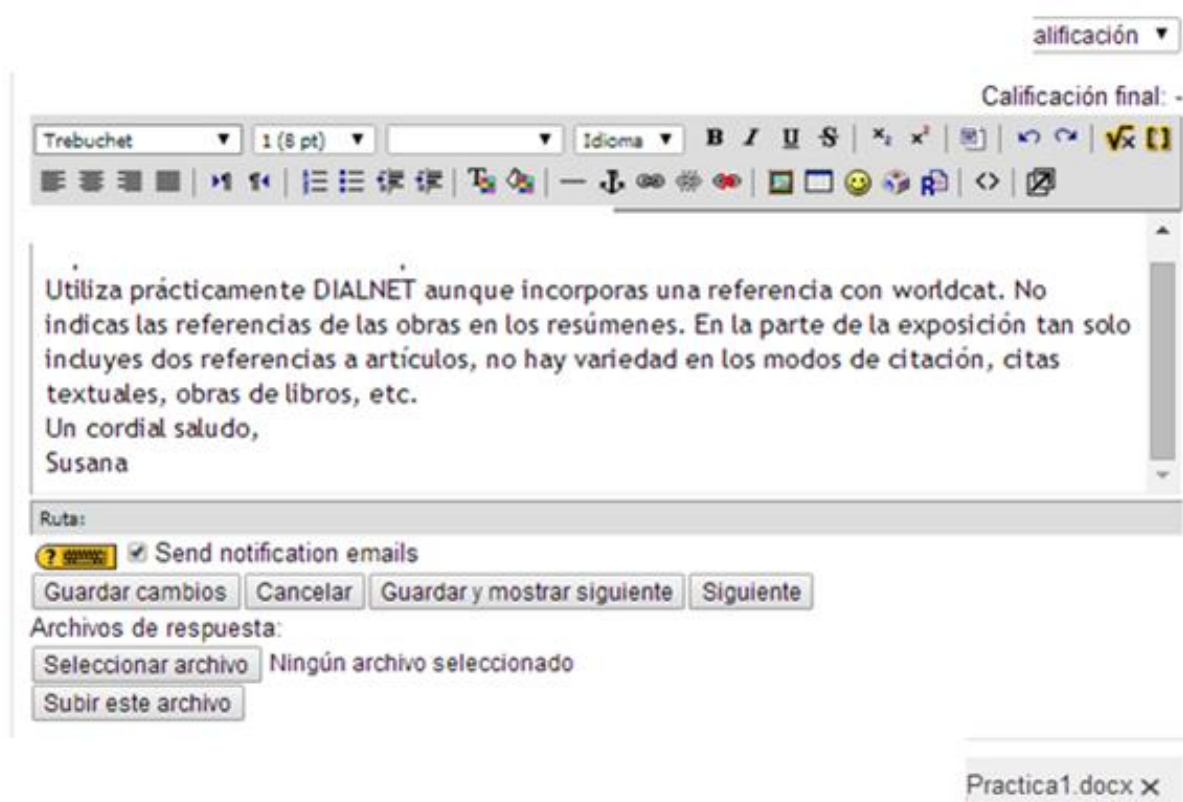 alificación
Calificación final: -
Trebuchet 1 (8 pt) Idioma B I U S
Utiliza prácticamente DIALNET aunque incorporas una referencia con worldcat. No
indicas las referencias de las obras en los resúmenes. En la parte de la exposición tan solo
incluyes dos referencias a artículos, no hay variedad en los modos de citación, citas
textuales, obras de libros, etc.
Un cordial saludo,
Susana
Ruta:
Send notification emails
Guardar cambios Cancelar Guardar y mostrar siguiente Siguiente
Archivos de respuesta:
Seleccionar archivo Ningún archivo seleccionado
Subir este archivo
Practica1.docx